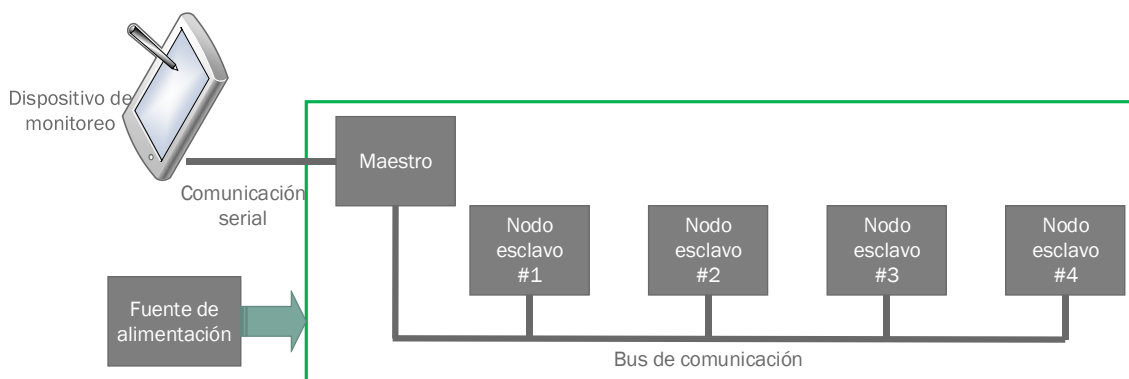 Dispositivo de
monitoreo
Maestro
Comunicación
serial
Nodo
esclavo
#1
Nodo
esclavo
#2
Nodo
esclavo
#3
Nodo
esclavo
#4
Fuente de
alimentación
Bus de comunicación